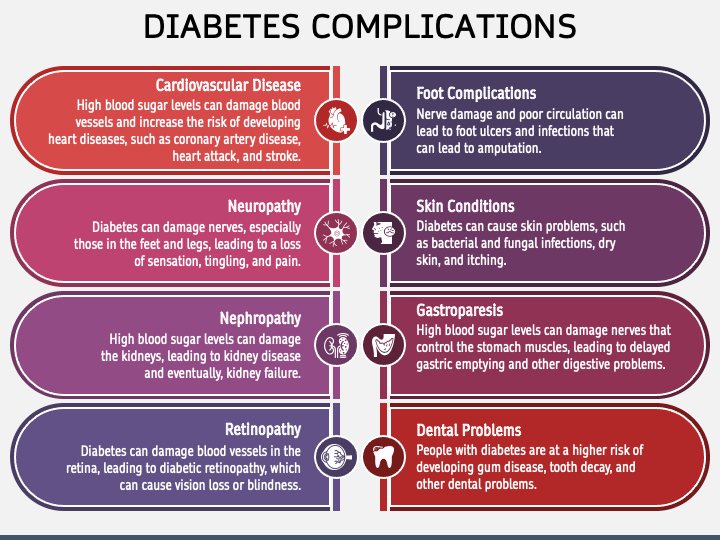 DIABETES COMPLICATIONS
Cardiovascular Disease
High blood sugar levels can damage blood
vessels and increase the risk of developing
heart diseases, such as coronary artery disease,
heart attack, and stroke.
Foot Complications
Nerve damage and poor circulation can
lead to foot ulcers and infections that
can lead to amputation.
Neuropathy
Diabetes can damage nerves, especially
those in the feet and legs, leading to a loss
of sensation, tingling, and pain.
Skin Conditions
Diabetes can cause skin problems, such
as bacterial and fungal infections, dry
skin, and itching.
Nephropathy
High blood sugar levels can damage
the kidneys, leading to kidney disease
and eventually, kidney failure.
Gastroparesis
High blood sugar levels can damage nerves that
control the stomach muscles, leading to delayed
gastric emptying and other digestive problems.
Retinopathy
Diabetes can damage blood vessels in the
retina, leading to diabetic retinopathy, which
can cause vision loss or blindness.
Dental Problems
People with diabetes are at a higher risk of
developing gum disease, tooth decay, and
other dental problems.